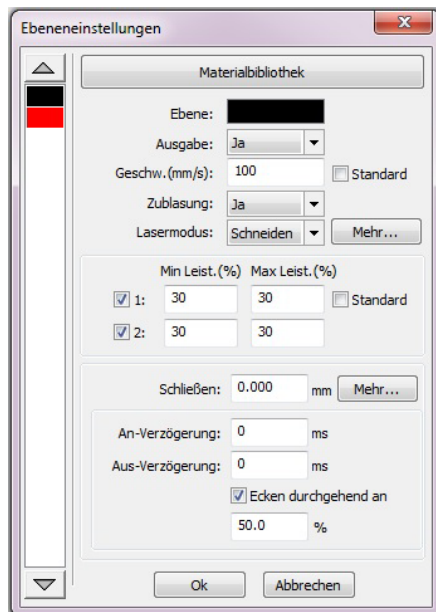 Ebeneneinstellungen
Materialbibliothek
Ebene:
Ausgabe: Ja
Geschw.(mm/s): 100 Standard
Zublasung: Ja
Lasermodus: Schneiden Mehr...
Min Leist.(%) Max Leist.(%)
1: 30 30 Standard
2: 30 30
Schließen: 0.000 mm Mehr...
An-Verzögerung: 0 ms
Aus-Verzögerung: 0 ms
Ecken durchgehend an
50.0 %
Ok Abbrechen